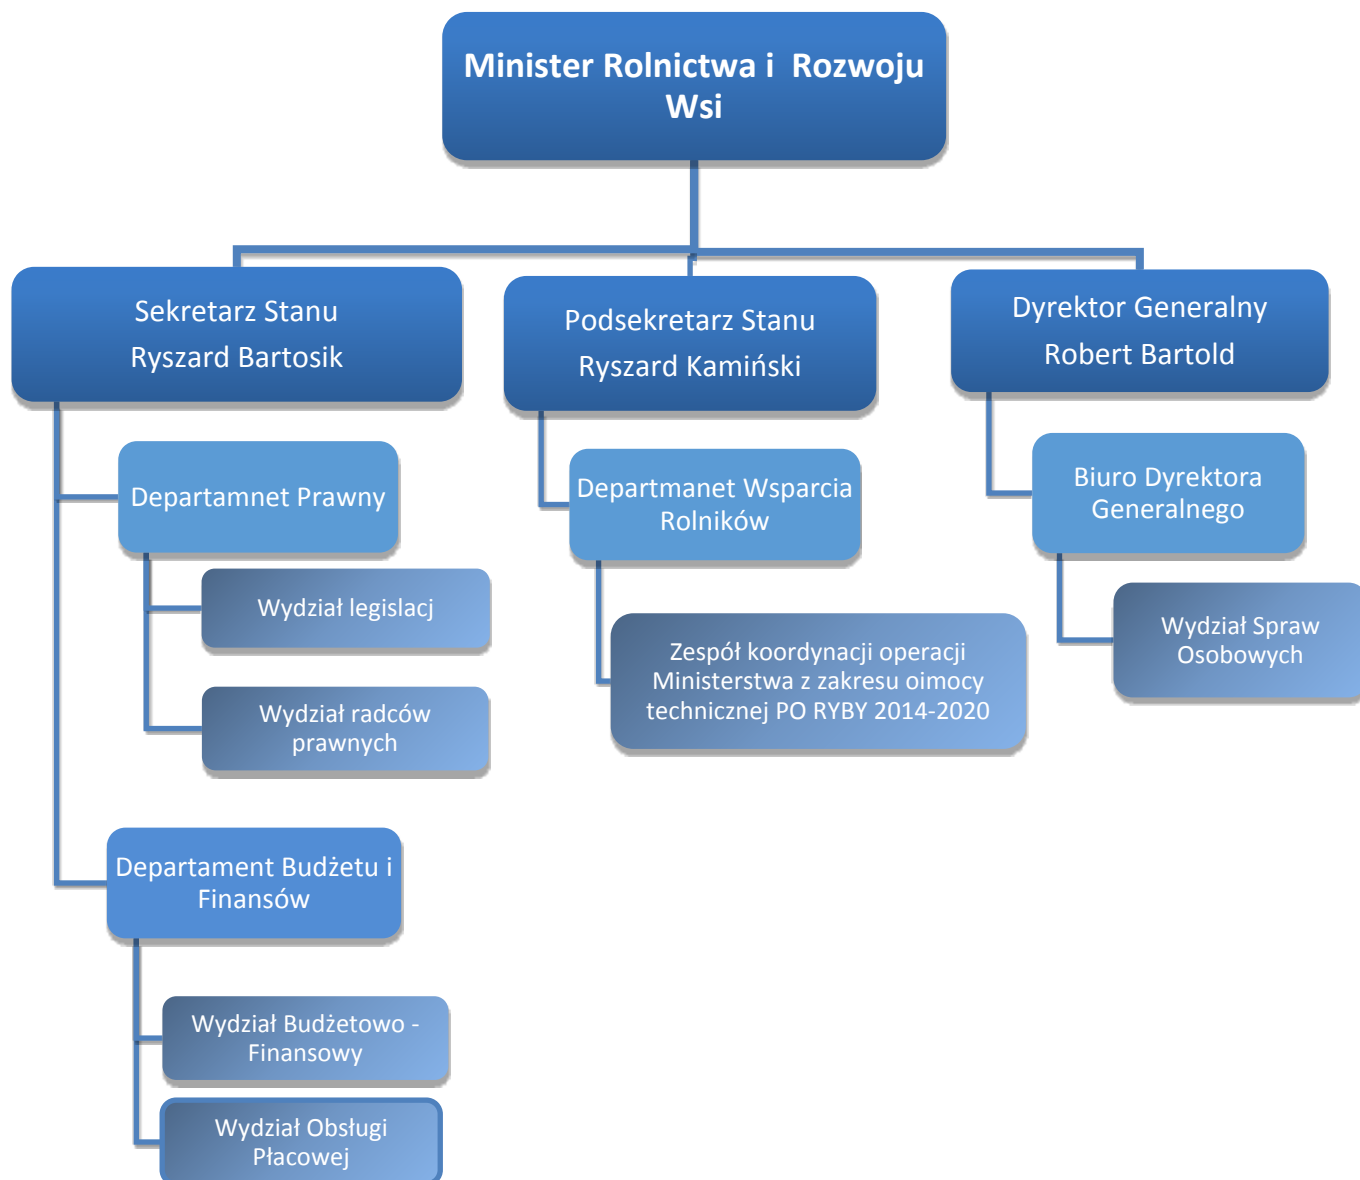 Minister Rolnictwa i Rozwoju
Wsi
Sekretarz Stanu
Ryszard Bartosik
Podsekretarz Stanu
Ryszard Kamiński
Dyrektor Generalny
Robert Bartold
Departamnet Prawny
Departmanet Wsparcia
Rolników
Biuro Dyrektora
Generalnego
Wydział legislacj
Zespół koordynacji operacji
Ministerstwa z zakresu oimocy
technicznej PO RYBY 2014-2020
Wydział Spraw
Osobowych
Wydział radców
prawnych
Departament Budżetu i
Finansów
Wydział Budżetowo -
Finansowy
Wydział Obsługi
Płacowej